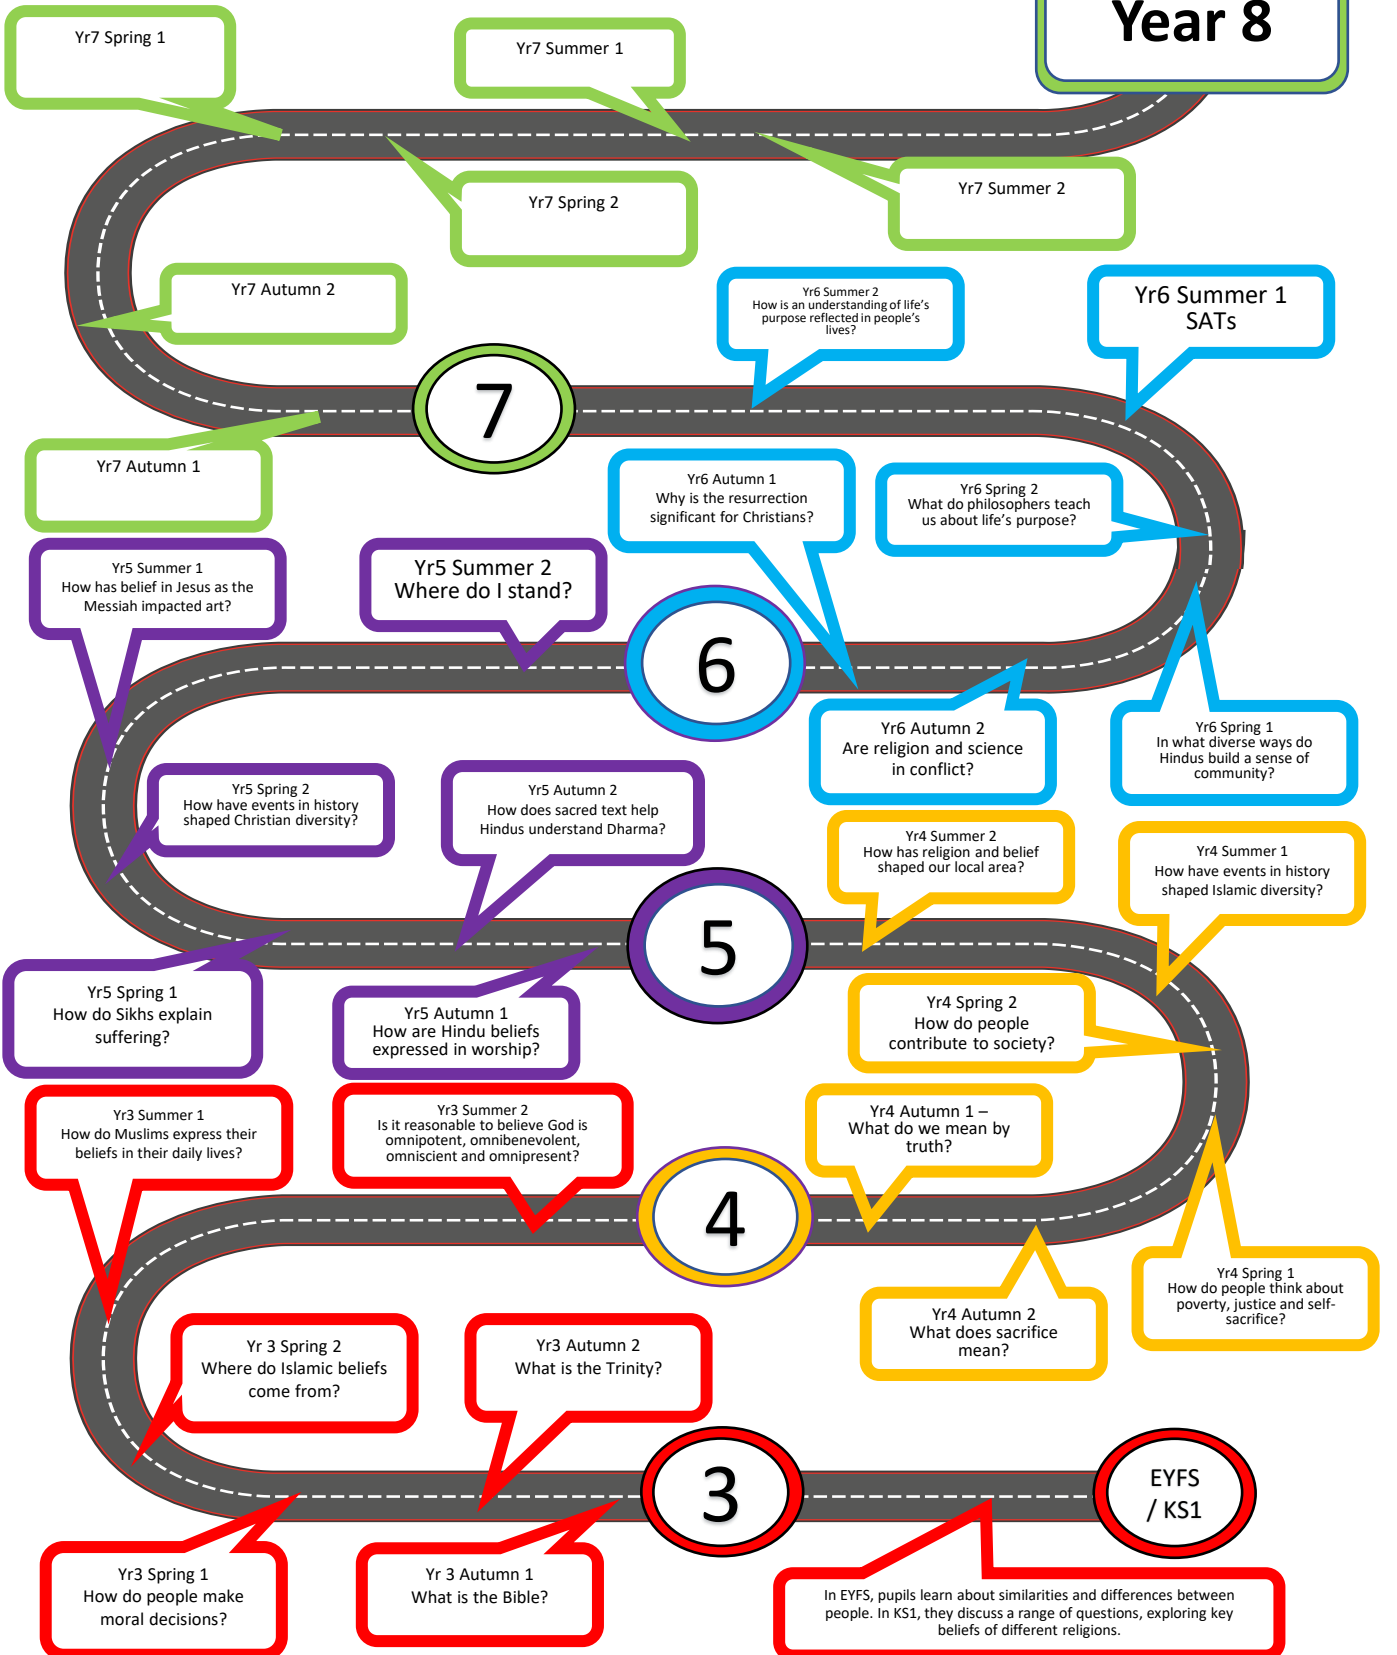 Year 8
Yr7 Spring 1
Yr7 Summer 1
Yr7 Spring 2
Yr7 Summer 2
Yr7 Autumn 2
Yr6 Summer 2
How is an understanding of life’s
purpose reflected in people’s
lives?
Yr6 Summer 1
SATs
7
Yr7 Autumn 1
Yr6 Autumn 1
Why is the resurrection
significant for Christians?
Yr6 Spring 2
What do philosophers teach
us about life’s purpose?
Yr5 Summer 1
How has belief in Jesus as the
Messiah impacted art?
Yr5 Summer 2
Where do I stand?
6
Yr6 Autumn 2
Are religion and science
in conflict?
Yr6 Spring 1
In what diverse ways do
Hindus build a sense of
community?
Yr5 Spring 2
How have events in history
shaped Christian diversity?
Yr5 Autumn 2
How does sacred text help
Hindus understand Dharma?
Yr4 Summer 2
How has religion and belief
shaped our local area?
Yr4 Summer 1
How have events in history
shaped Islamic diversity?
5
Yr5 Spring 1
How do Sikhs explain
suffering?
Yr5 Autumn 1
How are Hindu beliefs
expressed in worship?
Yr4 Spring 2
How do people
contribute to society?
Yr3 Summer 1
How do Muslims express their
beliefs in their daily lives?
Yr3 Summer 2
Is it reasonable to believe God is
omnipotent, omnibenevolent,
omniscient and omnipresent?
Yr4 Autumn 1 –
What do we mean by
truth?
4
Yr4 Autumn 2
What does sacrifice
mean?
Yr4 Spring 1
How do people think about
poverty, justice and self-
sacrifice?
Yr 3 Spring 2
Where do Islamic beliefs
come from?
Yr3 Autumn 2
What is the Trinity?
3
EYFS
/ KS1
Yr3 Spring 1
How do people make
moral decisions?
Yr 3 Autumn 1
What is the Bible?
In EYFS, pupils learn about similarities and differences between
people. In KS1, they discuss a range of questions, exploring key
beliefs of different religions.